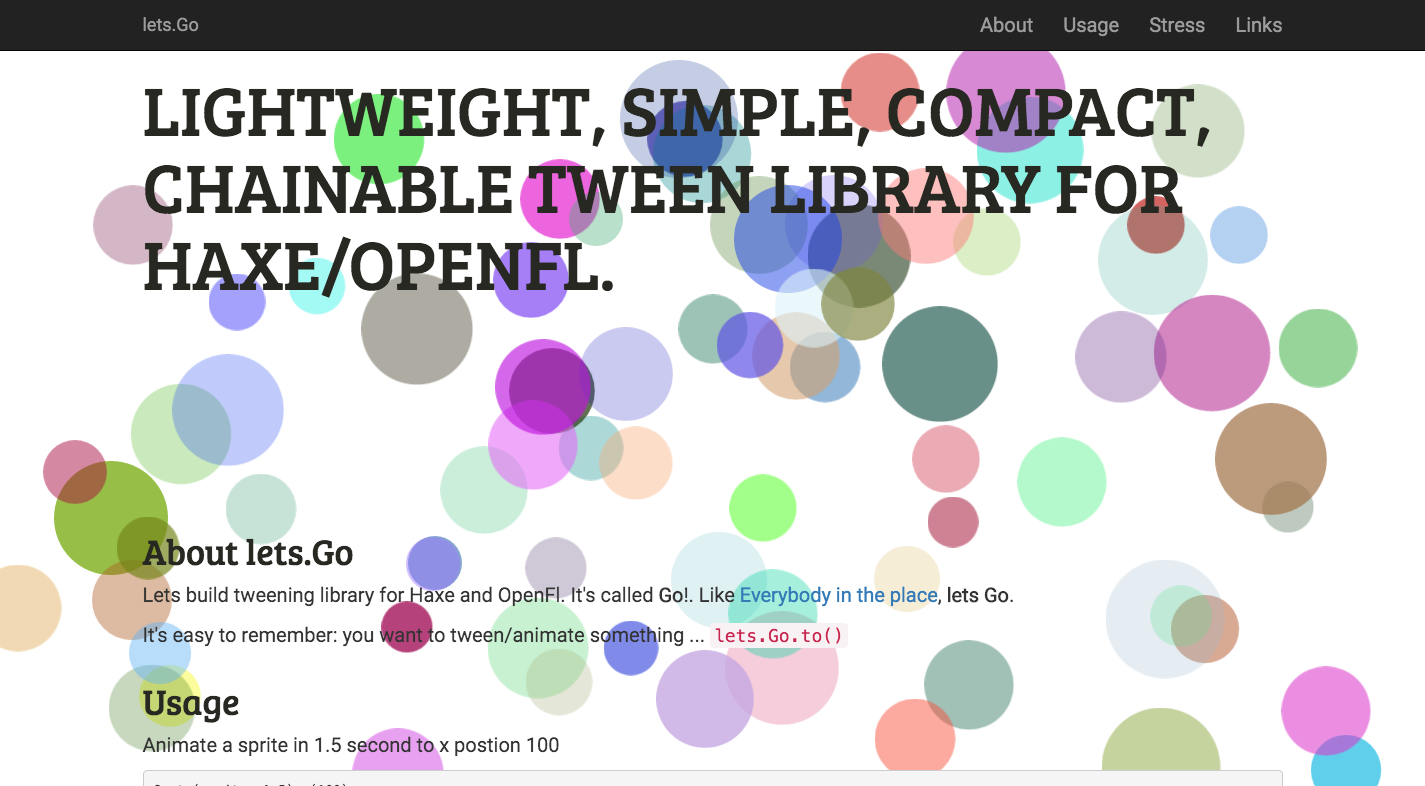 lets.Go
About Usage Stress Links
LIGHTWEIGHT, SIMPLE, COMPACT,
CHAINABLE TWEEN LIBRARY FOR
HAXE/OPENFL.
About lets.Go
Lets build tweening library for Haxe and OpenFl. It's called Go!. Like Everybody in the place, lets Go.
It's easy to remember: you want to tween/animate something ... lets.Go.to()
Usage
Animate a sprite in 1.5 second to x postion 100